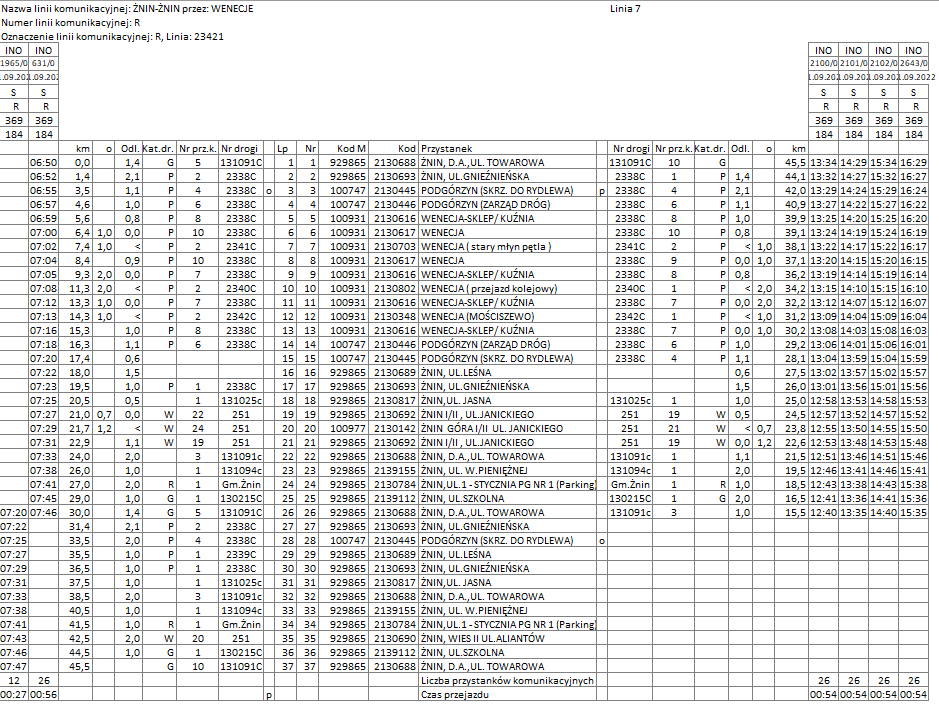 Nazwa linii komunikacyjnej: ŻNIN-ŻNIN przez: WENECJE Linia 7
Numer linii komunikacyjnej: R
Oznaczenie linii komunikacyjnej: R, Linia: 23421
INO INO INO INO INO INO
1965/0 631/0 2100/0 2101/0 2102/0 2643/0
1.09.202 1.09.202 1.09.202 1.09.202 1.09.202 1.09.2022
S S S S S S
R R R R R R
369 369 369 369 369 369
184 184 184 184 184 184
km o Odl. Kat.dr. Nr prz.k. Nr drogi Lp Nr Kod M Kod Przystanek Nr drogi Nr prz.k. Kat.dr. Odl. o km
06:50 0,0 1,4 G 5 131091C 1 1 929865 2130688 ŻNIN, D.A.,UL. TOWAROWA 131091C 10 G 45,5 13:34 14:29 15:34 16:29
06:52 1,4 2,1 P 2 2338C 2 2 929865 2130693 ŻNIN, UL.GNIEŹNIEŃSKA 2338C 1 P 1,4 44,1 13:32 14:27 15:32 16:27
06:55 3,5 1,1 P 4 2338C o 3 3 100747 2130445 PODGÓRZYN (SKRZ. DO RYDLEWA) p 2338C 4 P 2,1 42,0 13:29 14:24 15:29 16:24
06:57 4,6 1,0 P 6 2338C 4 4 100747 2130446 PODGÓRZYN (ZARZĄD DRÓG) 2338C 6 P 1,1 40,9 13:27 14:22 15:27 16:22
06:59 5,6 0,8 P 8 2338C 5 5 100931 2130616 WENECJA-SKLEP/ KUŹNIA 2338C 8 P 1,0 39,9 13:25 14:20 15:25 16:20
07:00 6,4 1,0 0,0 P 10 2338C 6 6 100931 2130617 WENECJA 2338C 10 P 0,8 39,1 13:24 14:19 15:24 16:19
07:02 7,4 1,0 < P 2 2341C 7 7 100931 2130703 WENECJA ( stary młyn pętla ) 2341C 2 P < 1,0 38,1 13:22 14:17 15:22 16:17
07:04 8,4 0,9 P 10 2338C 8 8 100931 2130617 WENECJA 2338C 9 P 0,0 1,0 37,1 13:20 14:15 15:20 16:15
07:05 9,3 2,0 0,0 P 7 2338C 9 9 100931 2130616 WENECJA-SKLEP/ KUŹNIA 2338C 8 P 0,8 36,2 13:19 14:14 15:19 16:14
07:08 11,3 2,0 < P 2 2340C 10 10 100931 2130802 WENECJA ( przejazd kolejowy) 2340C 1 P < 2,0 34,2 13:15 14:10 15:15 16:10
07:12 13,3 1,0 0,0 P 7 2338C 11 11 100931 2130616 WENECJA-SKLEP/ KUŹNIA 2338C 7 P 0,0 2,0 32,2 13:12 14:07 15:12 16:07
07:13 14,3 1,0 < P 2 2342C 12 12 100931 2130348 WENECJA (MOŚCISZEWO) 2342C 1 P < 1,0 31,2 13:09 14:04 15:09 16:04
07:16 15,3 1,0 P 8 2338C 13 13 100931 2130616 WENECJA-SKLEP/ KUŹNIA 2338C 7 P 0,0 1,0 30,2 13:08 14:03 15:08 16:03
07:18 16,3 1,1 P 6 2338C 14 14 100747 2130446 PODGÓRZYN (ZARZĄD DRÓG) 2338C 6 P 1,0 29,2 13:06 14:01 15:06 16:01
07:20 17,4 0,6 15 15 100747 2130445 PODGÓRZYN (SKRZ. DO RYDLEWA) 2338C 4 P 1,1 28,1 13:04 13:59 15:04 15:59
07:22 18,0 1,5 16 16 929865 2130689 ŻNIN, UL.LEŚNA 0,6 27,5 13:02 13:57 15:02 15:57
07:23 19,5 1,0 P 1 2338C 17 17 929865 2130693 ŻNIN, UL.GNIEŹNIEŃSKA 1,5 26,0 13:01 13:56 15:01 15:56
07:25 20,5 0,5 1 131025c 18 18 929865 2130817 ŻNIN,UL. JASNA 131025c 1 1,0 25,0 12:58 13:53 14:58 15:53
07:27 21,0 0,7 0,0 W 22 251 19 19 929865 2130692 ŻNIN I/II , UL.JANICKIEGO 251 19 W 0,5 24,5 12:57 13:52 14:57 15:52
07:29 21,7 1,2 < W 24 251 20 20 100977 2130142 ŻNIN GÓRA I/II UL. JANICKIEGO 251 21 W < 0,7 23,8 12:55 13:50 14:55 15:50
07:31 22,9 1,1 W 19 251 21 21 929865 2130692 ŻNIN I/II , UL.JANICKIEGO 251 19 W 0,0 1,2 22,6 12:53 13:48 14:53 15:48
07:33 24,0 2,0 3 131091c 22 22 929865 2130688 ŻNIN, D.A.,UL. TOWAROWA 131091c 1 1,1 21,5 12:51 13:46 14:51 15:46
07:38 26,0 1,0 1 131094c 23 23 929865 2139155 ŻNIN, UL. W.PIENIĘŻNEJ 131094c 1 2,0 19,5 12:46 13:41 14:46 15:41
07:41 27,0 2,0 R 1 Gm.Żnin 24 24 929865 2130784 ŻNIN,UL.1 - STYCZNIA PG NR 1 (Parking) Gm.Żnin 1 R 1,0 18,5 12:43 13:38 14:43 15:38
07:45 29,0 1,0 G 1 130215C 25 25 929865 2139112 ŻNIN, UL.SZKOLNA 130215C 1 G 2,0 16,5 12:41 13:36 14:41 15:36
07:20 07:46 30,0 1,4 G 5 131091C 26 26 929865 2130688 ŻNIN, D.A.,UL. TOWAROWA 131091c 3 1,0 15,5 12:40 13:35 14:40 15:35
07:22 31,4 2,1 P 2 2338C 27 27 929865 2130693 ŻNIN, UL.GNIEŹNIEŃSKA
07:25 33,5 2,0 P 4 2338C 28 28 100747 2130445 PODGÓRZYN (SKRZ. DO RYDLEWA) o
07:27 35,5 1,0 P 1 2339C 29 29 929865 2130689 ŻNIN, UL.LEŚNA
07:29 36,5 1,0 P 1 2338C 30 30 929865 2130693 ŻNIN, UL.GNIEŹNIEŃSKA
07:31 37,5 1,0 1 131025c 31 31 929865 2130817 ŻNIN,UL. JASNA
07:33 38,5 2,0 3 131091c 32 32 929865 2130688 ŻNIN, D.A.,UL. TOWAROWA
07:38 40,5 1,0 1 131094c 33 33 929865 2139155 ŻNIN, UL. W.PIENIĘŻNEJ
07:41 41,5 1,0 R 1 Gm.Żnin 34 34 929865 2130784 ŻNIN,UL.1 - STYCZNIA PG NR 1 (Parking)
07:43 42,5 2,0 W 20 251 35 35 929865 2130690 ŻNIN, WIES II UL.ALIANTÓW
07:46 44,5 1,0 G 1 130215C 36 36 929865 2139112 ŻNIN, UL.SZKOLNA
07:47 45,5 G 10 131091C 37 37 929865 2130688 ŻNIN, D.A.,UL. TOWAROWA
12 26 Liczba przystanków komunikacyjnych 26 26 26 26
00:27 00:56 p Czas przejazdu 00:54 00:54 00:54 00:54